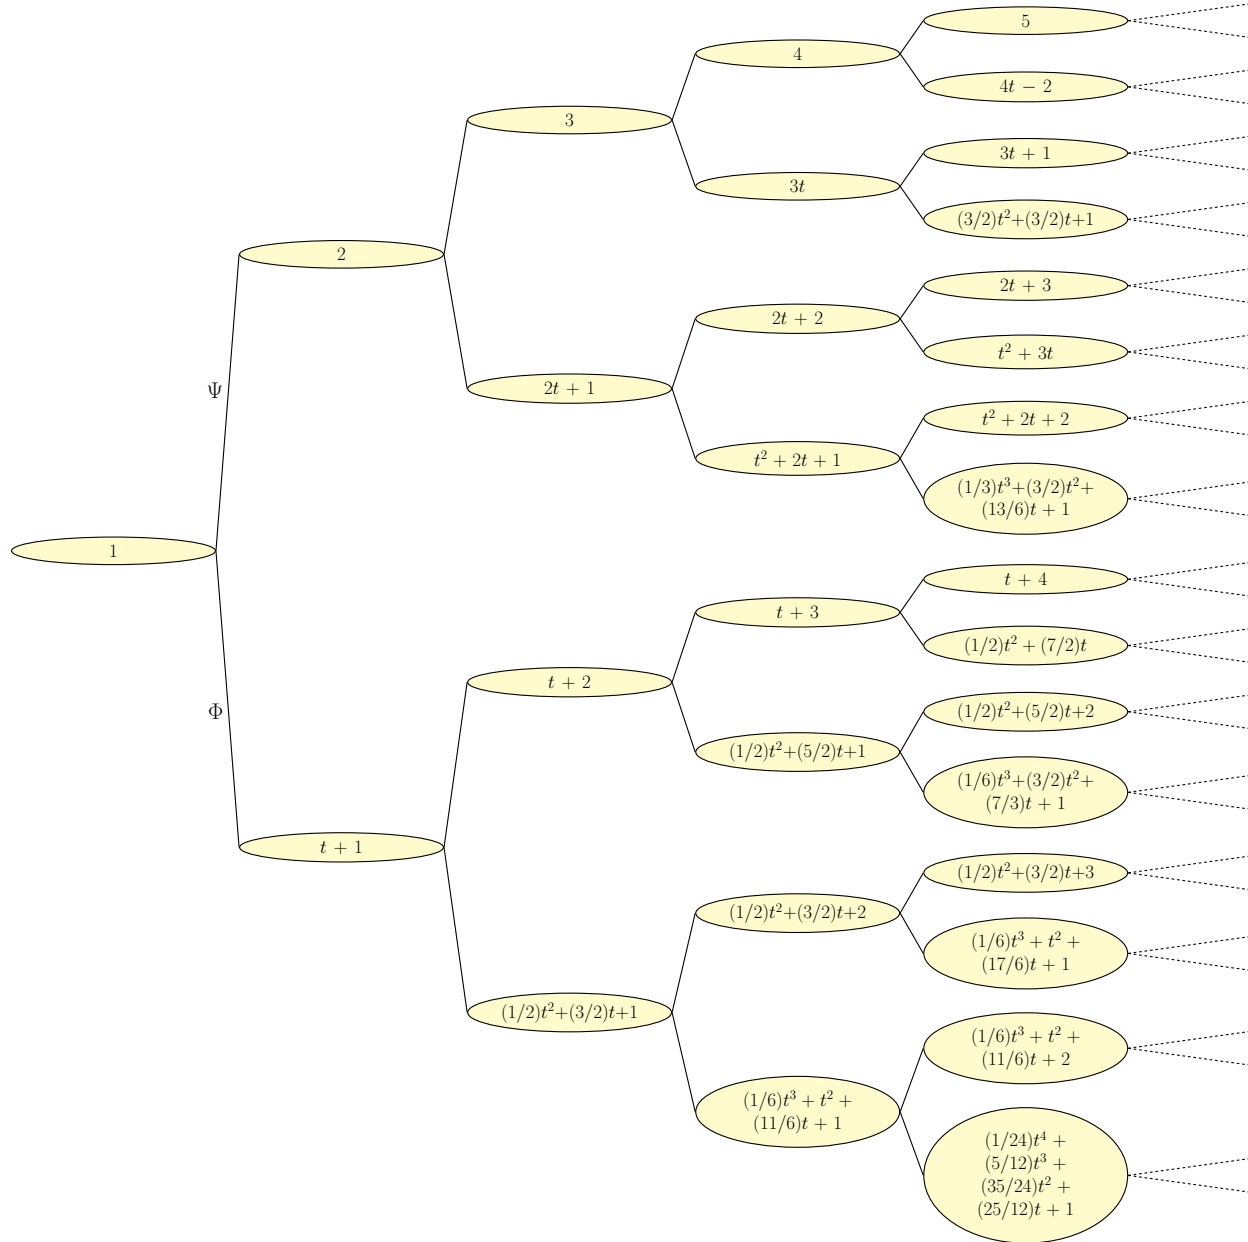 5
4
4t − 2
3
3t + 1
3t
(3/2)t²+(3/2)t+1
2
2t + 3
2t + 2
t² + 3t
2t + 1
Ψ
t² + 2t + 2
t² + 2t + 1
(1/3)t³+(3/2)t²+
(13/6)t + 1
1
t + 4
t + 3
(1/2)t² + (7/2)t
t + 2
Φ
(1/2)t²+(5/2)t+2
(1/2)t²+(5/2)t+1
(1/6)t³+(3/2)t²+
(7/3)t + 1
t + 1
(1/2)t²+(3/2)t+3
(1/2)t²+(3/2)t+2
(1/6)t³ + t² +
(17/6)t + 1
(1/2)t²+(3/2)t+1
(1/6)t³ + t² +
(11/6)t + 2
(1/6)t³ + t² +
(11/6)t + 1
(1/24)t⁴ +
(5/12)t³ +
(35/24)t² +
(25/12)t + 1